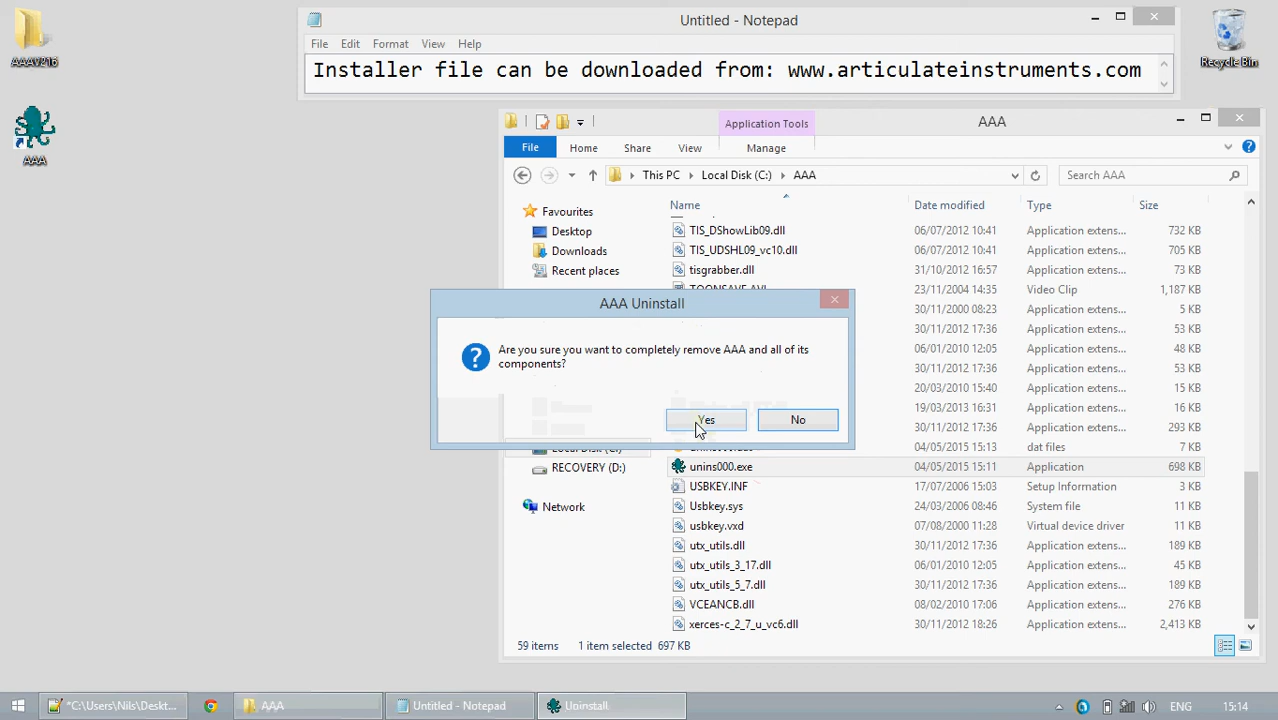 AAAV216
AAA
Untitled - Notepad
File Edit Format View Help
Installer file can be downloaded from: www.articulateinstruments.com
Recycle Bin
Application Tools
AAA
File Home Share View Manage
This PC Local Disk (C:) AAA
Search AAA
Favourites
Desktop
Downloads
Recent places
RECOVERY (D:)
Network
Name Date modified Type Size
TIS_DShowLib09.dll 06/07/2012 10:41 Application extens... 732 KB
TIS_UDSHL09_vc10.dll 06/07/2012 10:41 Application extens... 705 KB
tisgrabber.dll 31/10/2012 16:57 Application extens... 73 KB
23/11/2004 14:35 Video Clip 1,187 KB
30/11/2000 08:23 Application extens... 5 KB
30/11/2012 17:36 Application extens... 53 KB
06/01/2010 12:05 Application extens... 48 KB
30/11/2012 17:36 Application extens... 53 KB
20/03/2010 15:40 Application extens... 15 KB
19/03/2013 16:31 Application extens... 96 KB
30/11/2012 17:36 Application extens... 293 KB
04/05/2015 15:13 dat files 7 KB
unins000.exe 04/05/2015 15:11 Application 698 KB
USBKEY.INF 17/07/2006 15:03 Setup Information 3 KB
Usbkey.sys 24/03/2006 08:46 System file 11 KB
usbkey.vxd 07/08/2000 11:28 Virtual device driver 11 KB
utx_utils.dll 30/11/2012 17:36 Application extens... 189 KB
utx_utils_3_17.dll 06/01/2010 12:05 Application extens... 45 KB
utx_utils_5_7.dll 30/11/2012 17:36 Application extens... 189 KB
VCEANCB.dll 08/02/2010 17:06 Application extens... 276 KB
xerces-c_2_7_u_vc6.dll 30/11/2012 18:26 Application extens... 2,413 KB
59 items 1 item selected 697 KB
AAA Uninstall
Are you sure you want to completely remove AAA and all of its
components?
Yes No
*C:\Users\Nils\Deskt... AAA Untitled - Notepad Uninstall ENG 15:14